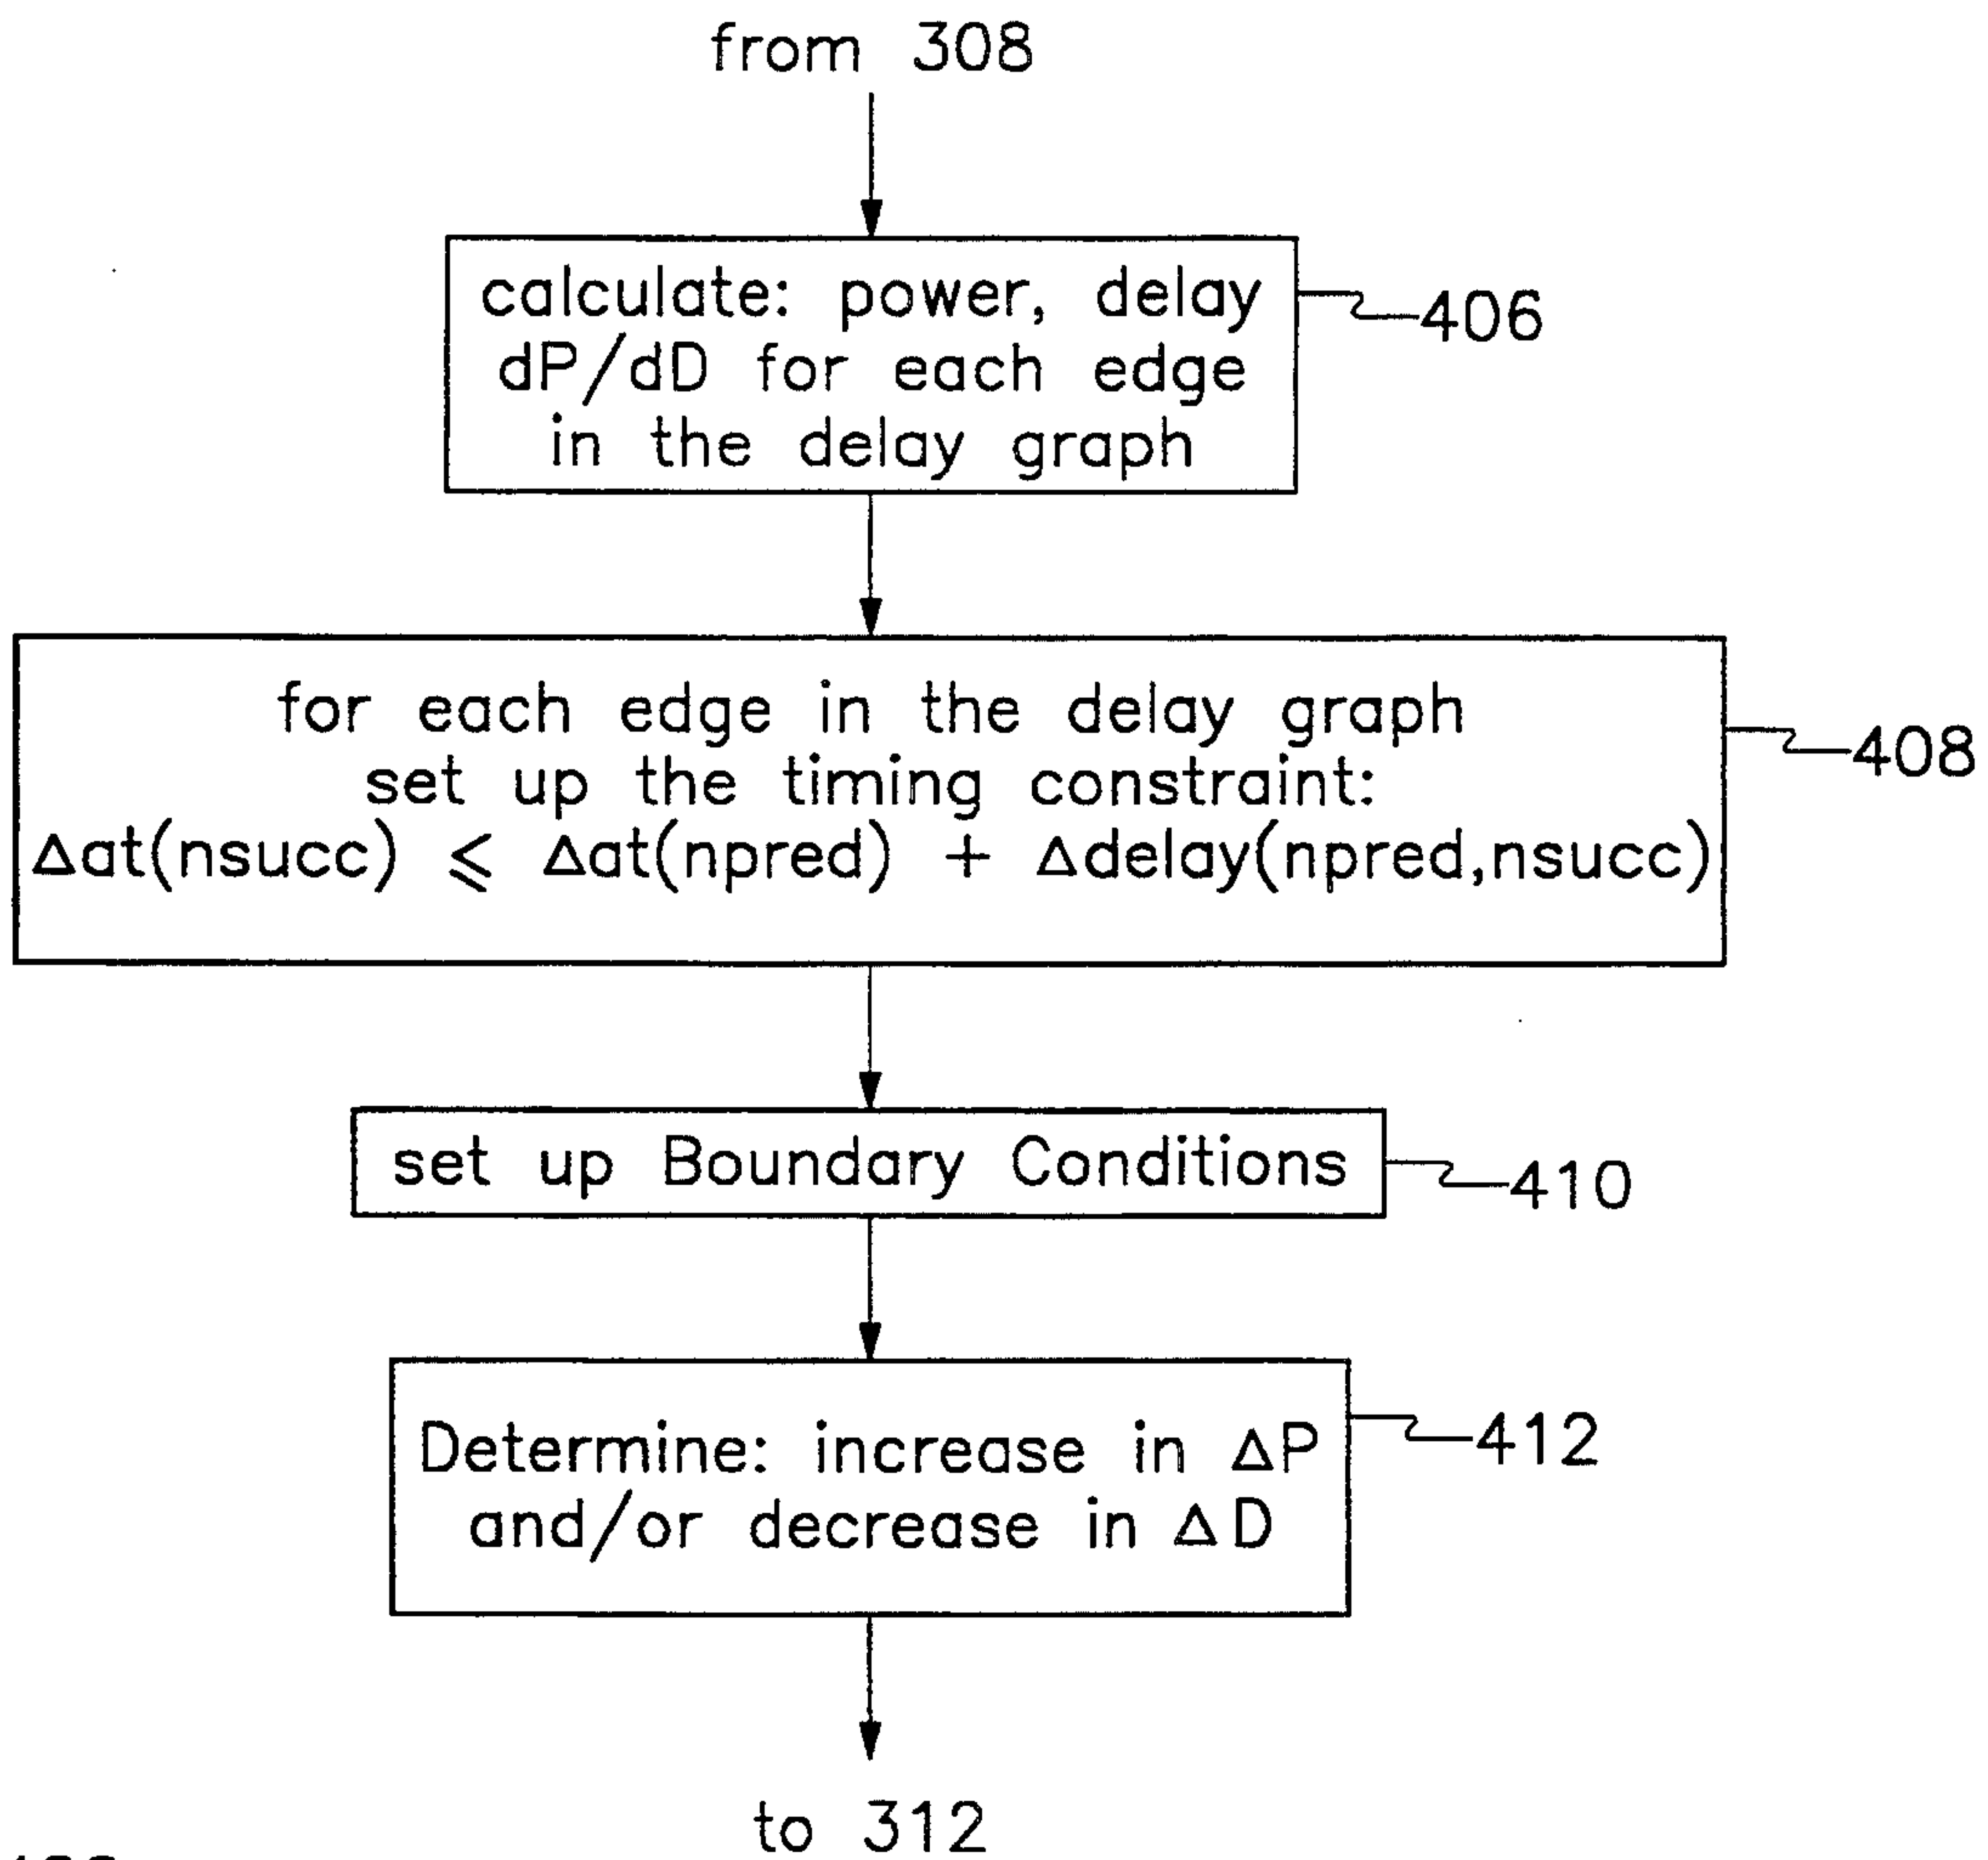 from 308
calculate: power, delay
dP/dD for each edge
in the delay graph
406
for each edge in the delay graph
set up the timing constraint:
Δat(nsucc) ⩽ Δat(npred) + Δdelay(npred,nsucc)
408
set up Boundary Conditions
410
Determine: increase in ΔP
and/or decrease in ΔD
412
to 312